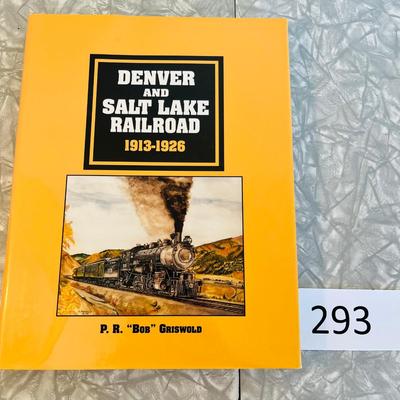 DENVER
AND
SALT LAKE
RAILROAD
1913-1926
P. R. "BOB" GRISWOLD
293